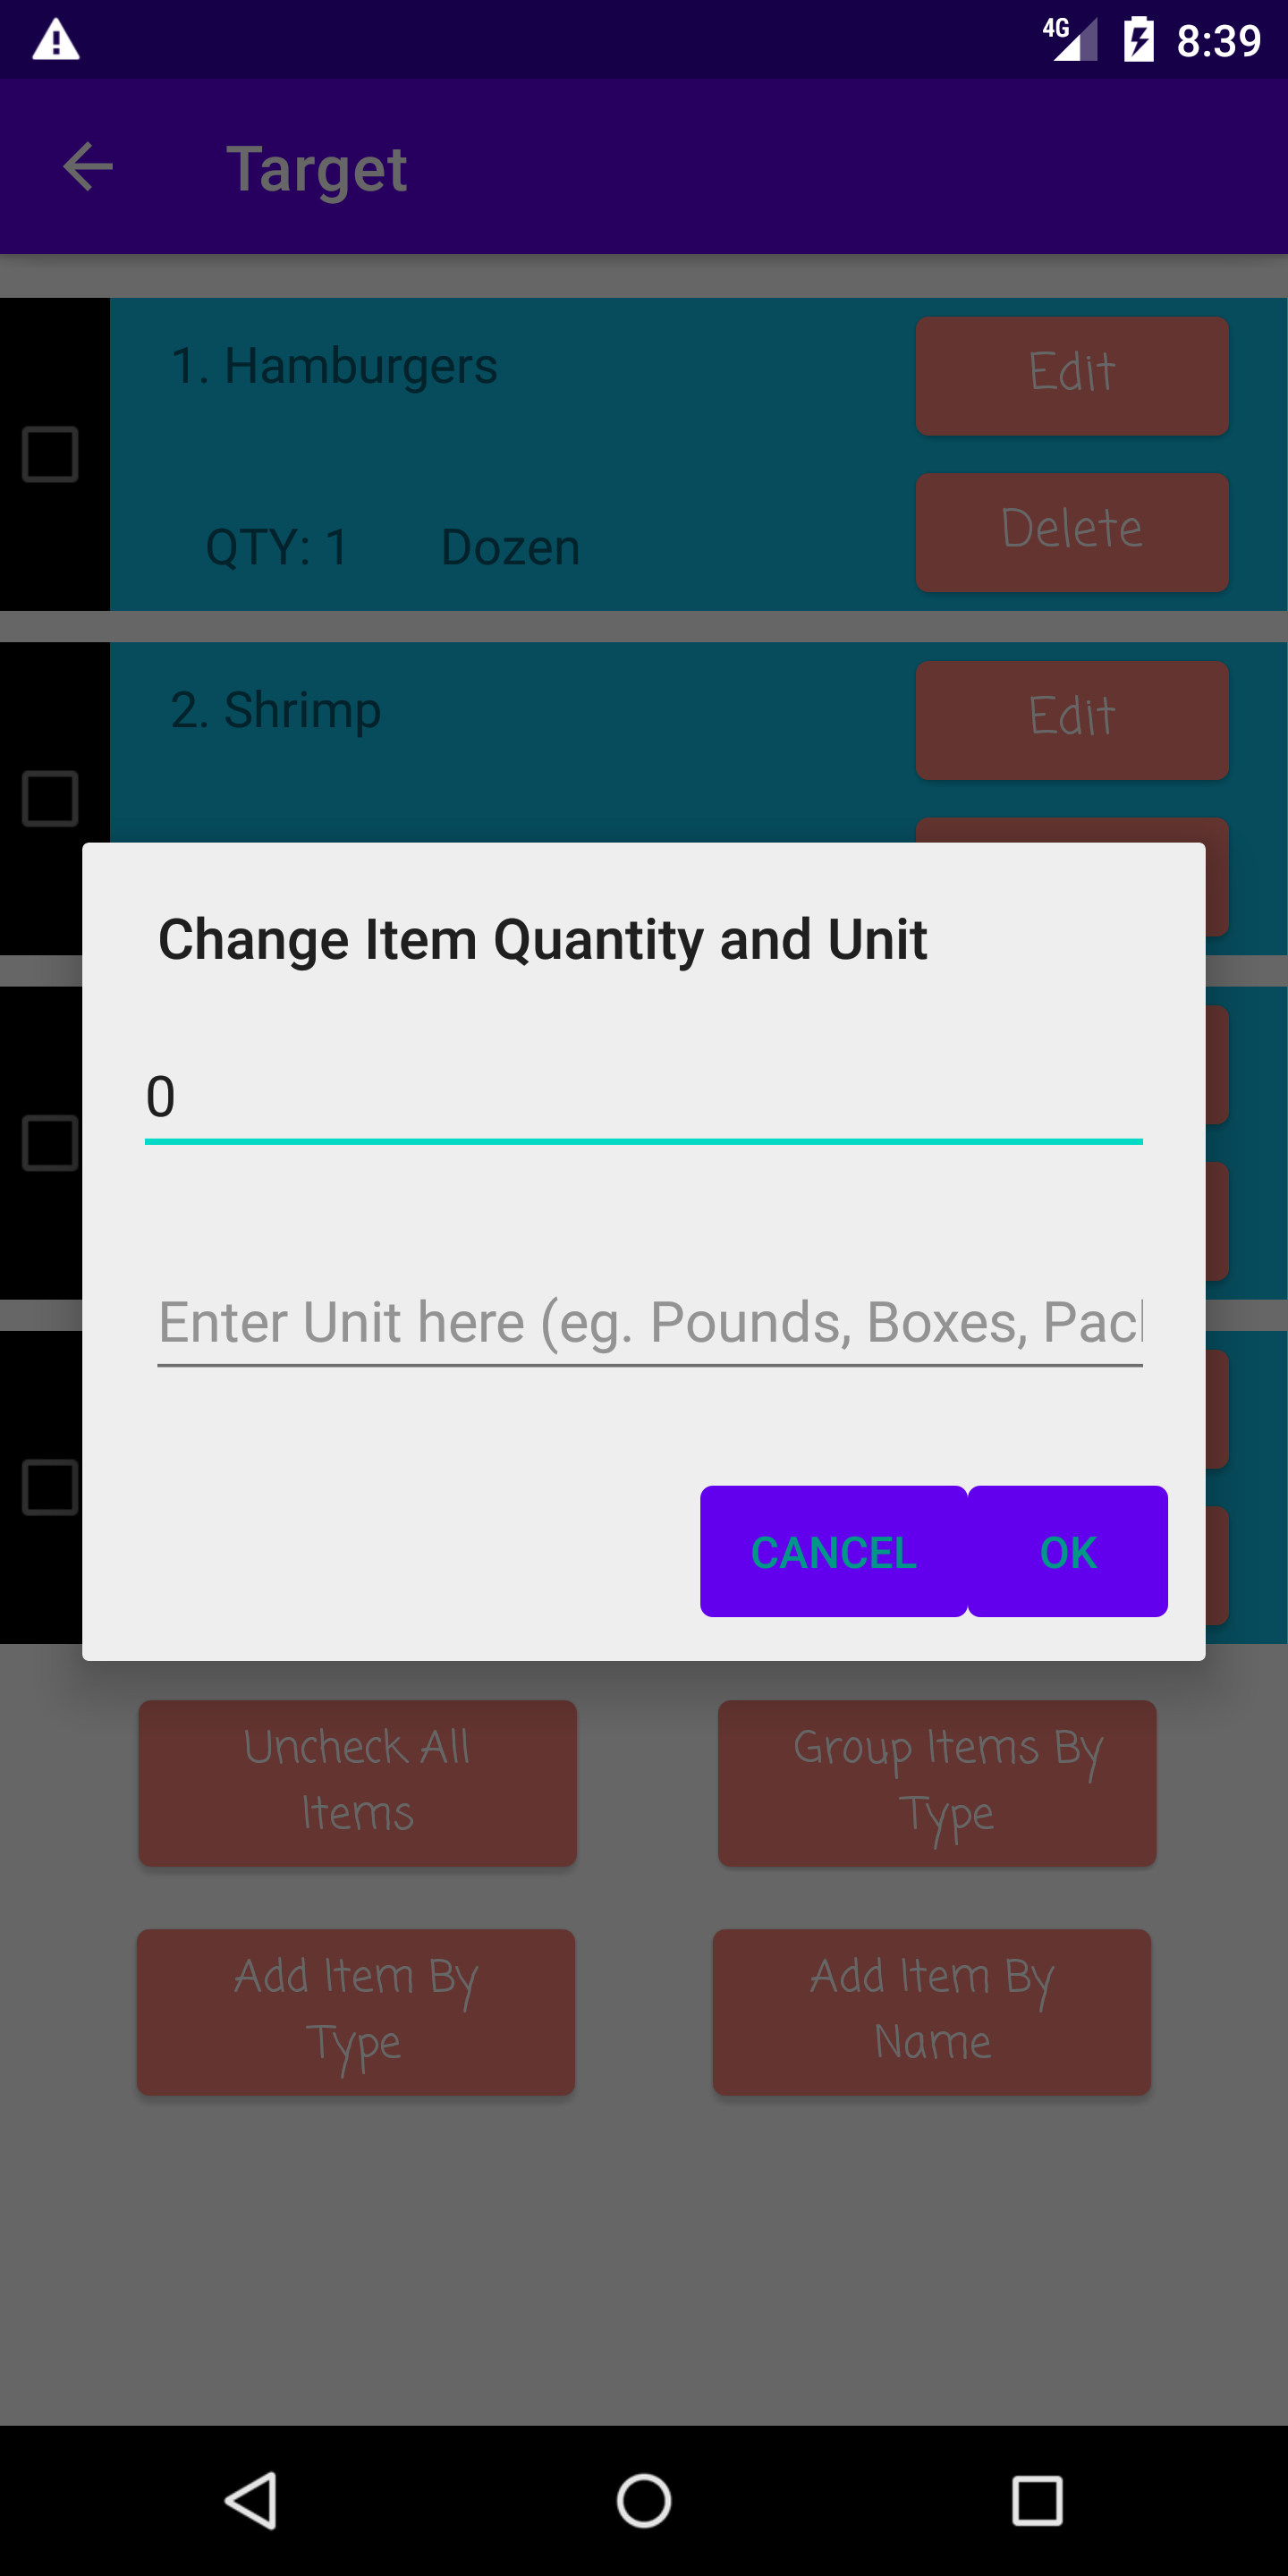 4G 8:39
Target
1. Hamburgers
Edit
QTY: 1 Dozen
Delete
2. Shrimp
Edit
Change Item Quantity and Unit
0
Enter Unit here (eg. Pounds, Boxes, Pac
CANCEL OK
Uncheck All
Items
Group Items By
Type
Add Item By
Type
Add Item By
Name